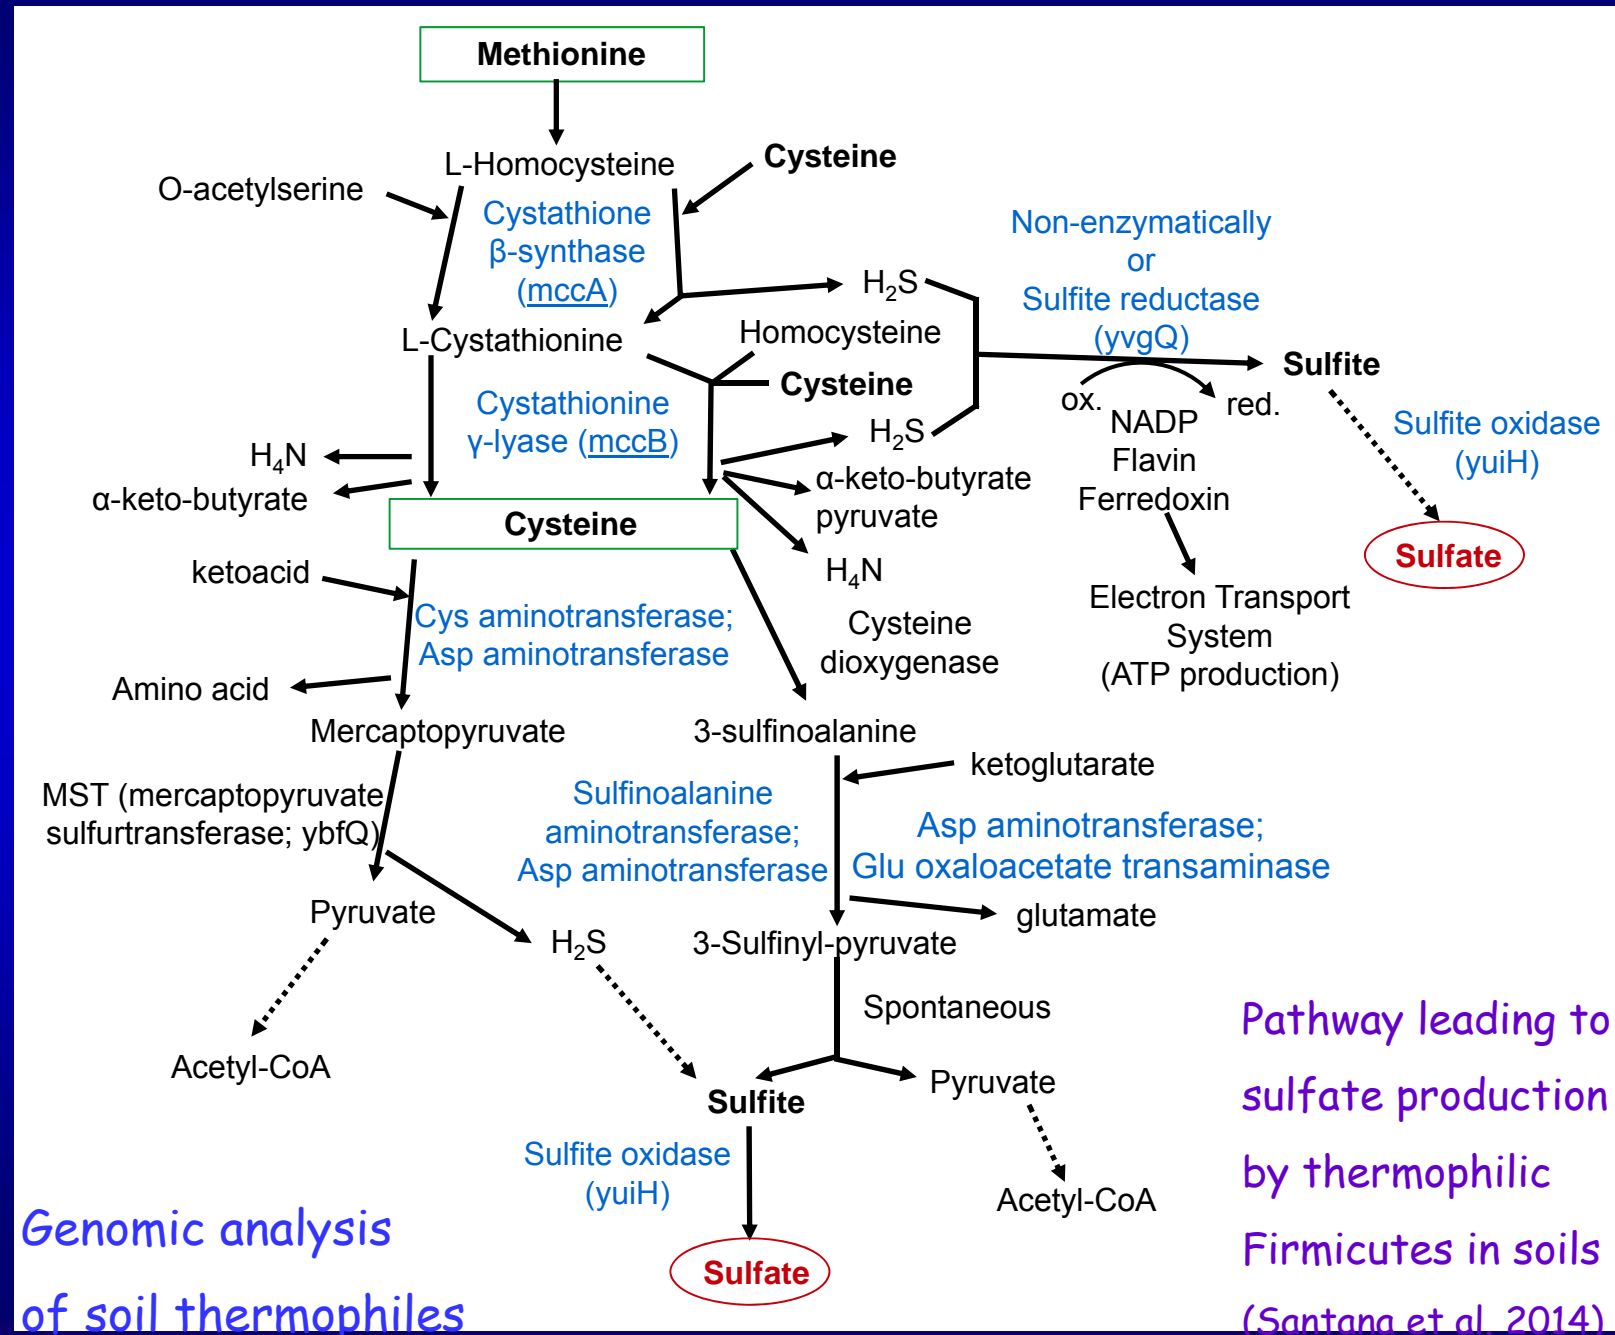 Methionine
L-Homocysteine
Cysteine
O-acetylserine
Cystathione
β-synthase
(mccA)
Non-enzymatically
or
Sulfite reductase
(yvgQ)
H₂S
L-Cystathionine
Homocysteine
Cysteine
Sulfite
ox.
red.
NADP
Flavin
Ferredoxin
Sulfite oxidase
(yuiH)
Cystathionine
γ-lyase (mccB)
H₂S
H₄N
α-keto-butyrate
α-keto-butyrate
pyruvate
Cysteine
H₄N
Sulfate
Electron Transport
System
(ATP production)
ketoacid
Cys aminotransferase;
Asp aminotransferase
Cysteine
dioxygenase
Amino acid
Mercaptopyruvate
3-sulfinoalanine
ketoglutarate
MST (mercaptopyruvate
sulfurtransferase; ybfQ)
Sulfinoalanine
aminotransferase;
Asp aminotransferase
Asp aminotransferase;
Glu oxaloacetate transaminase
Pyruvate
H₂S
3-Sulfinyl-pyruvate
glutamate
Spontaneous
Acetyl-CoA
Sulfite
Pyruvate
Sulfite oxidase
(yuiH)
Acetyl-CoA
Sulfate
Genomic analysis
of soil thermophiles
Pathway leading to
sulfate production
by thermophilic
Firmicutes in soils
(Santana et al. 2014)